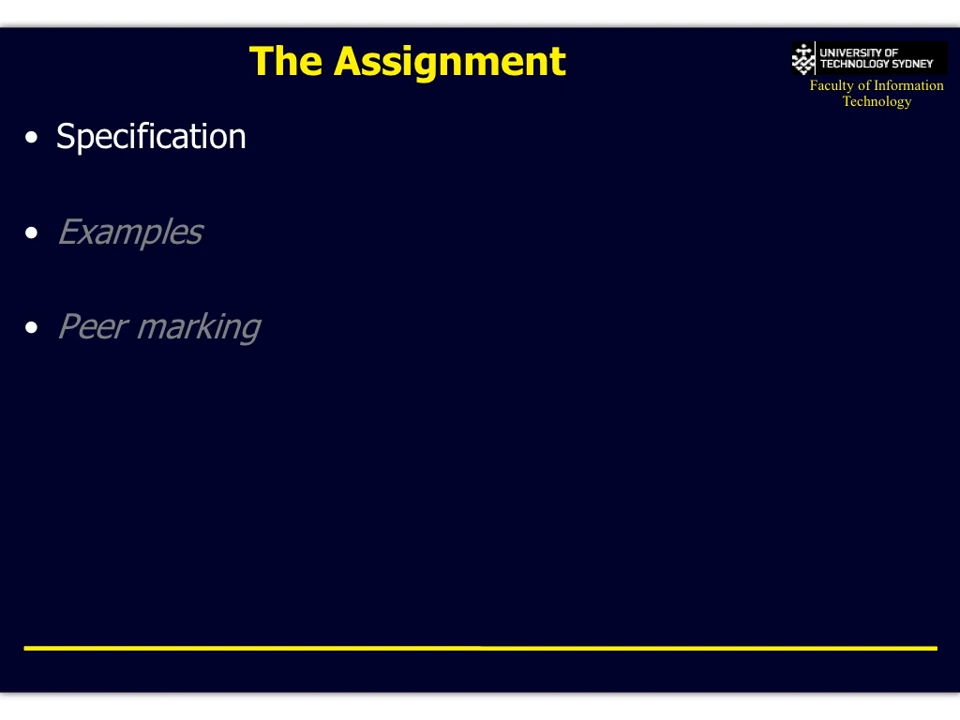 The Assignment
UNIVERSITY OF
TECHNOLOGY SYDNEY
Faculty of Information
Technology
• Specification
• Examples
• Peer marking